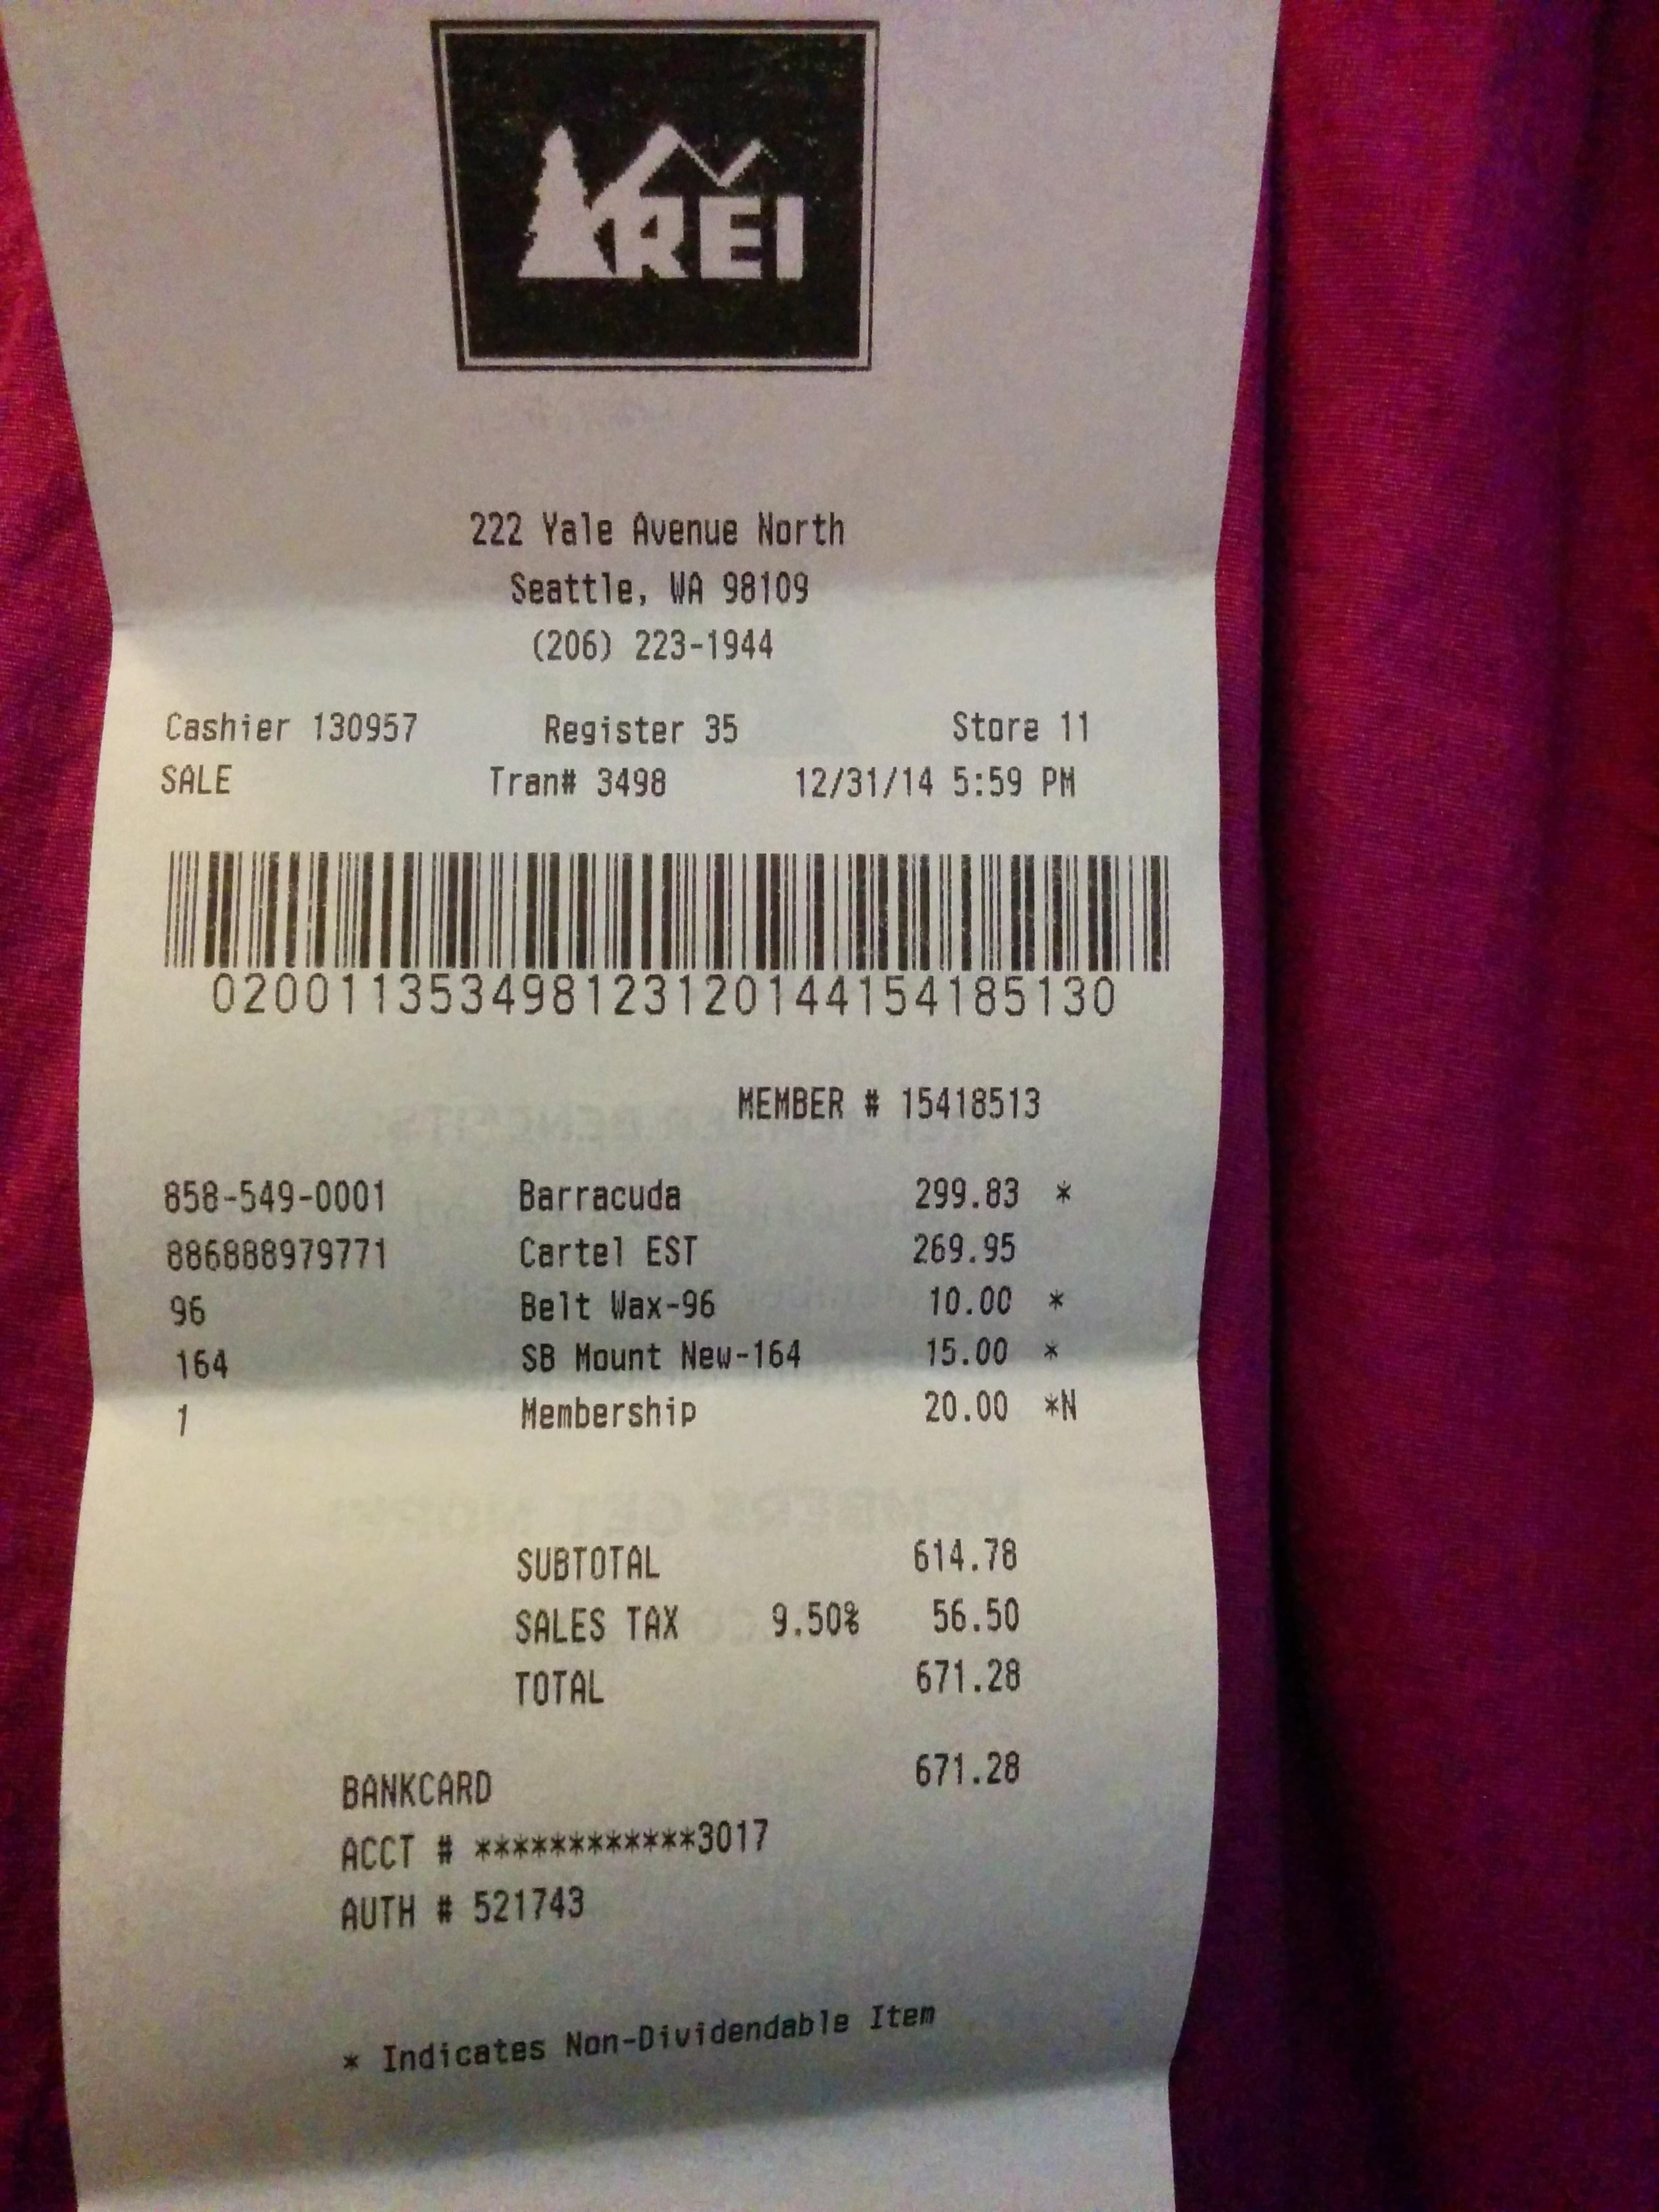 REI
222 Yale Avenue North
Seattle, WA 98109
(206) 223-1944
Cashier 130957 Register 35 Store 11
SALE Tran# 3498 12/31/14 5:59 PM
0200113534981231201441541​85130
MEMBER # 15418513
858-549-0001 Barracuda 299.83 *
886888979771 Cartel EST 269.95
96 Belt Wax-96 10.00 *
164 SB Mount New-164 15.00 *
1 Membership 20.00 *N
SUBTOTAL 614.78
SALES TAX 9.50% 56.50
TOTAL 671.28
BANKCARD 671.28
ACCT # ************3017
AUTH # 521743
* Indicates Non-Dividendable Item